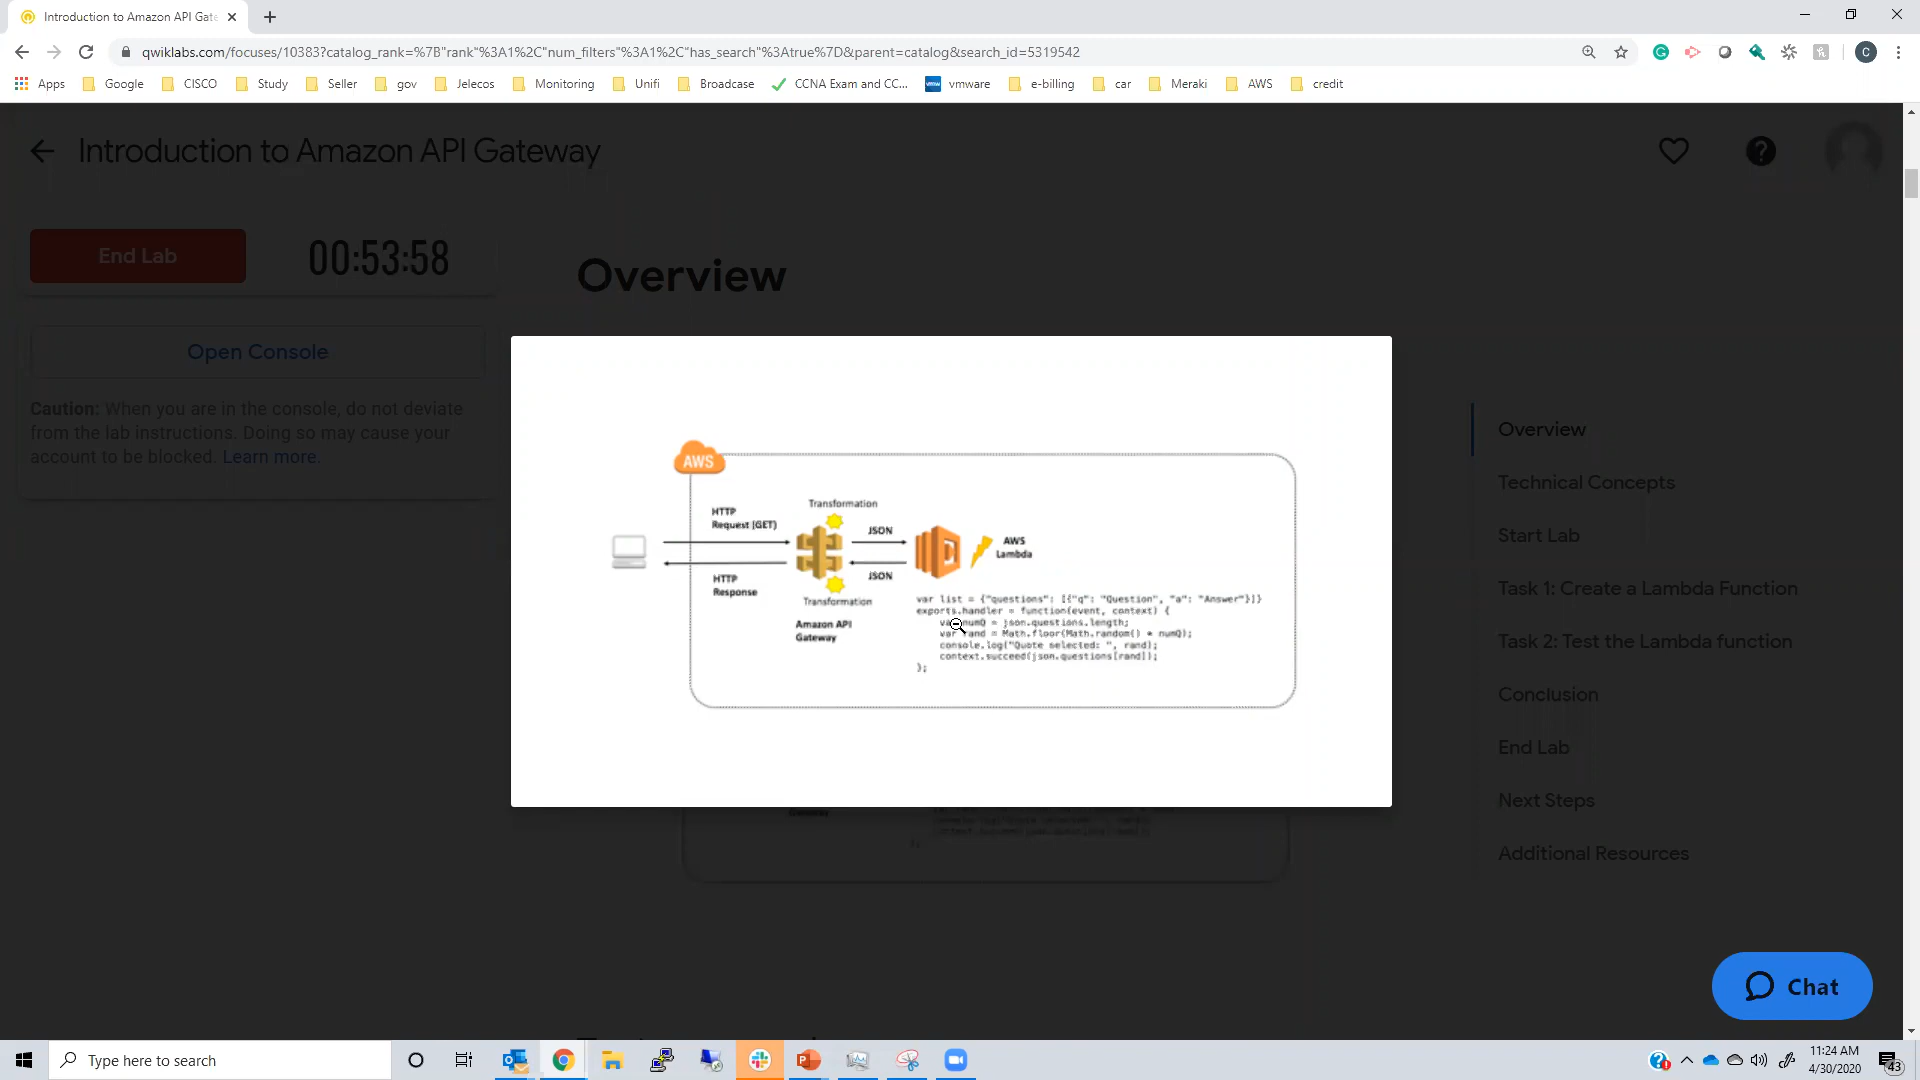 Introduction to Amazon API Gate
qwiklabs.com/focuses/10383?catalog_rank=%7B"rank"%3A1%2C"num_filters"%3A1%2C"has_search"%3Atrue%7D&parent=catalog&search_id=5319542
Apps Google CISCO Study Seller gov Jelecos Monitoring Unifi Broadcase CCNA Exam and CC... vmware e-billing car Meraki AWS credit
Introduction to Amazon API Gateway
End Lab 00:53:58
Overview
Open Console
Caution: When you are in the console, do not deviate
from the lab instructions. Doing so may cause your
account to be blocked. Learn more.
AWS
HTTP
Request (GET)
Transformation
JSON
AWS
Lambda
HTTP
Response
JSON
Transformation
Amazon API
Gateway
var list = {"questions": [{"q": "Question", "a": "Answer"}]}
exports.handler = function(event, context) {
var numQ = json.questions.length;
var rand = Math.floor(Math.random() * numQ);
console.log("Quote selected: ", rand);
context.succeed(json.questions[rand]);
};
Gateway
Overview
Technical Concepts
Start Lab
Task 1: Create a Lambda Function
Task 2: Test the Lambda function
Conclusion
End Lab
Next Steps
Additional Resources
Chat
Type here to search
11:24 AM
4/30/2020
43